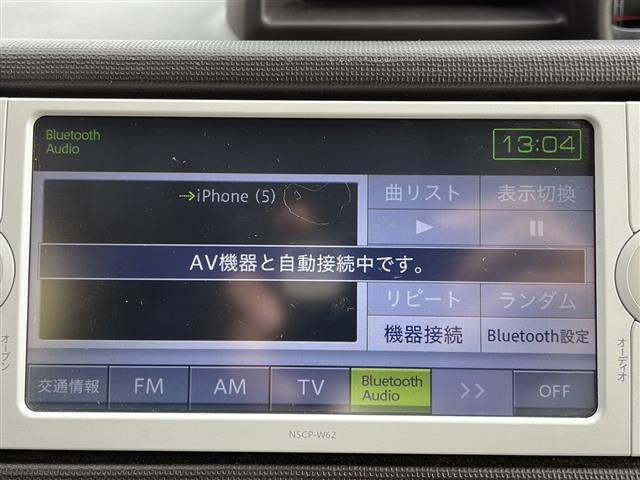 Bluetooth
Audio
13:04
→iPhone (5)
曲リスト
表示切換
AV機器と自動接続中です。
リピート
ランダム
機器接続
Bluetooth設定
交通情報
FM
AM
TV
Bluetooth
Audio
>>
OFF
オープン
オーディオ
NSCP-W62